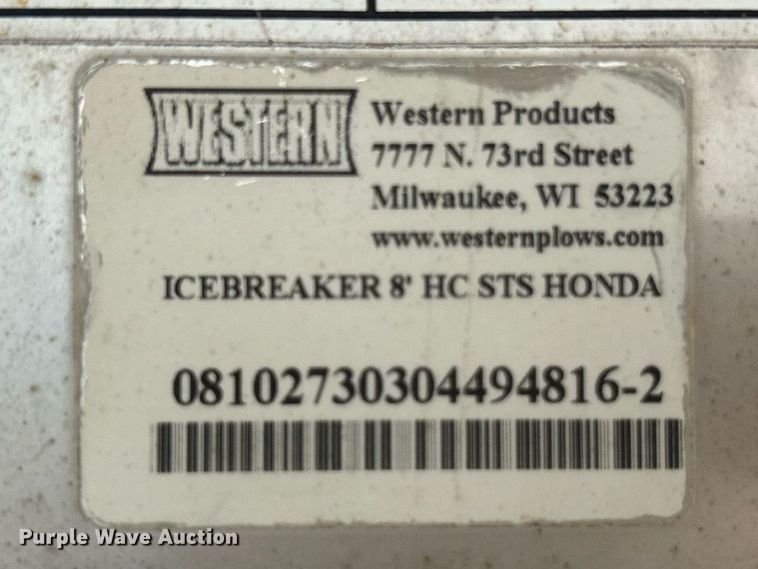 WESTERN
Western Products
7777 N. 73rd Street
Milwaukee, WI 53223
www.westernplows.com
ICEBREAKER 8' HC STS HONDA
08102730304494816-2
Purple Wave Auction